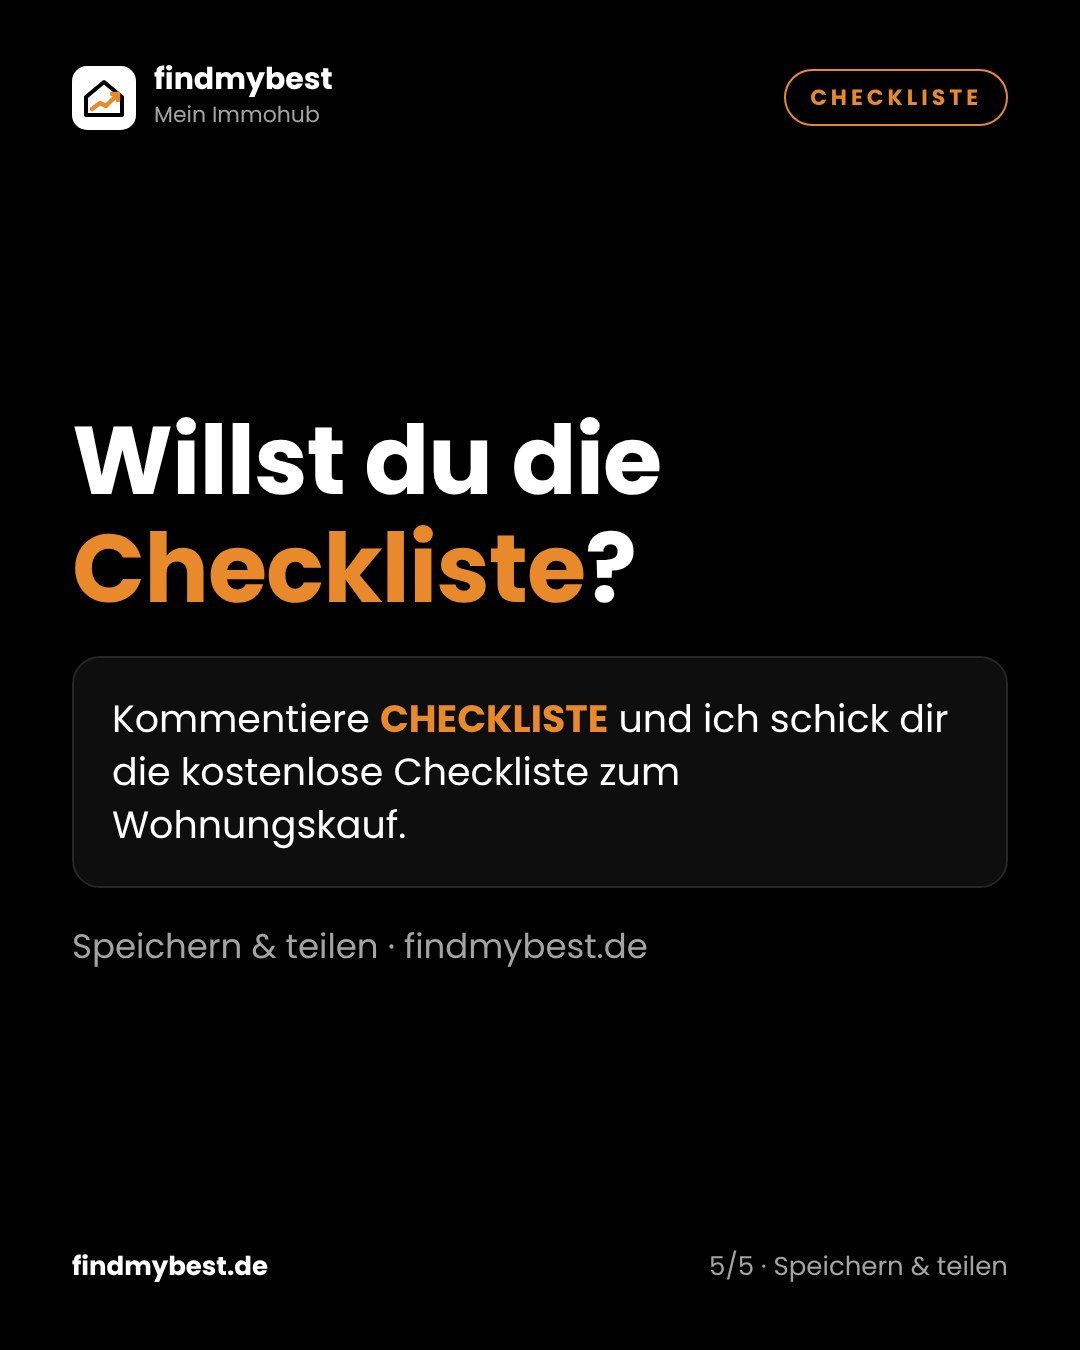 findmybest
Mein Immohub
CHECKLISTE
Willst du die
Checkliste?
Kommentiere CHECKLISTE und ich schick dir
die kostenlose Checkliste zum
Wohnungskauf.
Speichern & teilen · findmybest.de
findmybest.de
5/5 · Speichern & teilen